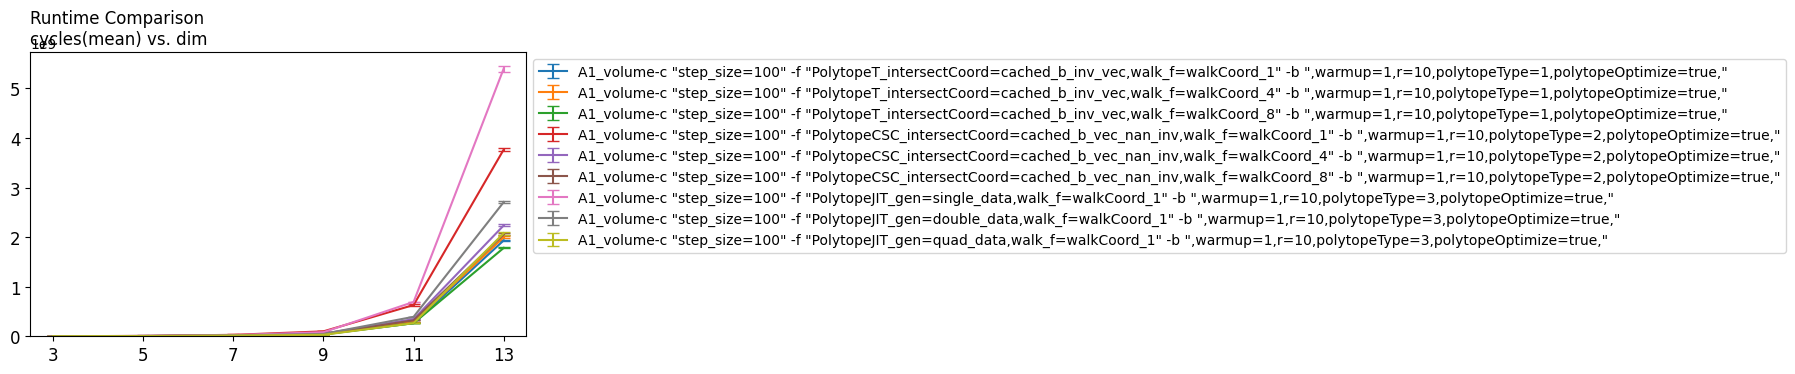 Runtime Comparison
cycles(mean) vs. dim
1e9
5
4
3
2
1
0
3 5 7 9 11 13
A1_volume-c "step_size=100" -f "PolytopeT_intersectCoord=cached_b_inv_vec,walk_f=walkCoord_1" -b ",warmup=1,r=10,polytopeType=1,polytopeOptimize=true,"
A1_volume-c "step_size=100" -f "PolytopeT_intersectCoord=cached_b_inv_vec,walk_f=walkCoord_4" -b ",warmup=1,r=10,polytopeType=1,polytopeOptimize=true,"
A1_volume-c "step_size=100" -f "PolytopeT_intersectCoord=cached_b_inv_vec,walk_f=walkCoord_8" -b ",warmup=1,r=10,polytopeType=1,polytopeOptimize=true,"
A1_volume-c "step_size=100" -f "PolytopeCSC_intersectCoord=cached_b_vec_nan_inv,walk_f=walkCoord_1" -b ",warmup=1,r=10,polytopeType=2,polytopeOptimize=true,"
A1_volume-c "step_size=100" -f "PolytopeCSC_intersectCoord=cached_b_vec_nan_inv,walk_f=walkCoord_4" -b ",warmup=1,r=10,polytopeType=2,polytopeOptimize=true,"
A1_volume-c "step_size=100" -f "PolytopeCSC_intersectCoord=cached_b_vec_nan_inv,walk_f=walkCoord_8" -b ",warmup=1,r=10,polytopeType=2,polytopeOptimize=true,"
A1_volume-c "step_size=100" -f "PolytopeJIT_gen=single_data,walk_f=walkCoord_1" -b ",warmup=1,r=10,polytopeType=3,polytopeOptimize=true,"
A1_volume-c "step_size=100" -f "PolytopeJIT_gen=double_data,walk_f=walkCoord_1" -b ",warmup=1,r=10,polytopeType=3,polytopeOptimize=true,"
A1_volume-c "step_size=100" -f "PolytopeJIT_gen=quad_data,walk_f=walkCoord_1" -b ",warmup=1,r=10,polytopeType=3,polytopeOptimize=true,"